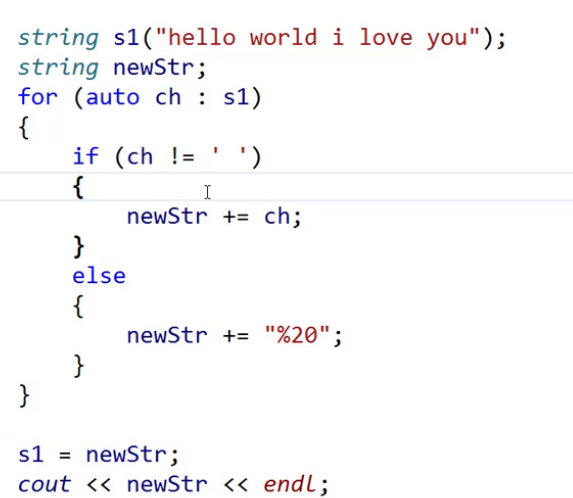 string s1("hello world i love you");
string newStr;
for (auto ch : s1)
{
    if (ch != ' ')
    {
        newStr += ch;
    }
    else
    {
        newStr += "%20";
    }
}

s1 = newStr;
cout << newStr << endl;